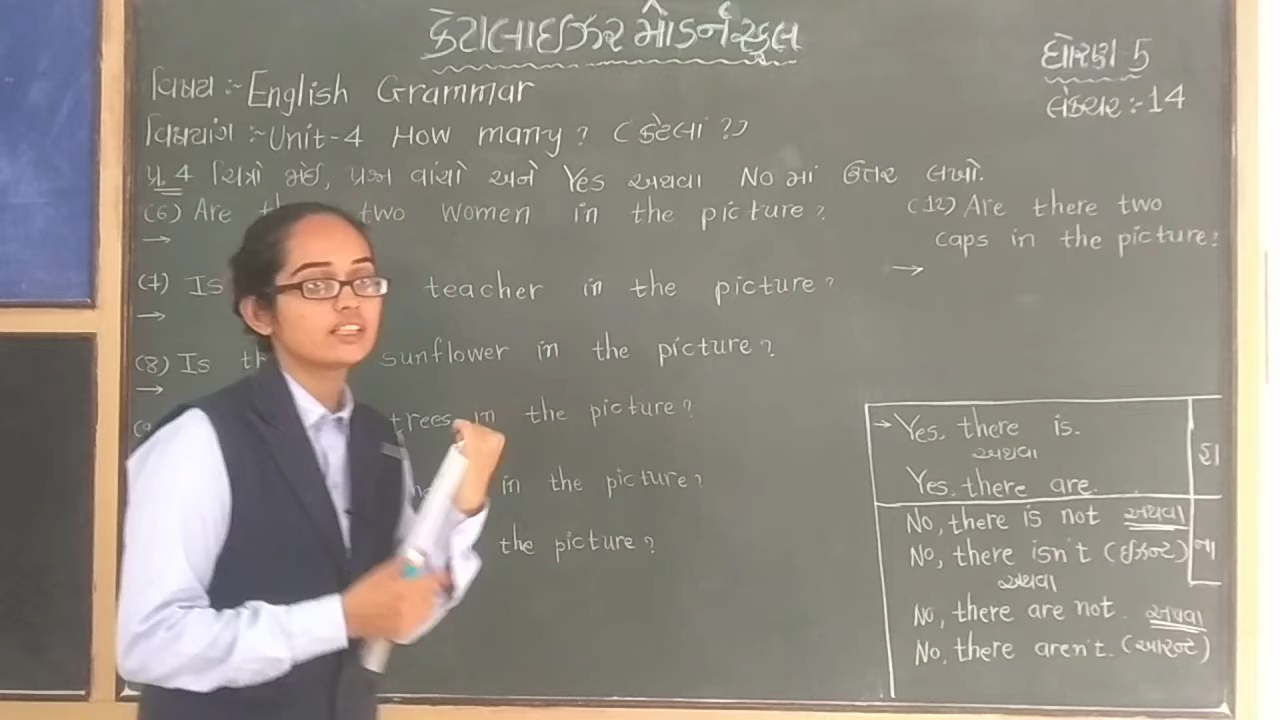 કેટાલાઇઝર મોડર્ન સ્કુલ
ધોરણ 5
લેક્ચર :- 14
વિષય :- English Grammar
વિષયાંગ :- Unit-4 How many? (કેટલાં?)
પ્ર. 4 ચિત્રો જોઈ, પ્રશ્ન વાંચો અને Yes અથવા No માં ઉત્તર લખો.
(6) Are two women in the picture?
→
(7) Is teacher in the picture?
→
(8) Is sunflower in the picture?
→
trees in the picture?
in the picture?
the picture?
(12) Are there two
caps in the picture?
→
→ Yes, there is.
અથવા
Yes, there are.
હા
No, there is not અથવા
No, there isn't (ઈઝન્ટ)
ના
અથવા
No, there are not. અથવા
No, there aren't. (આરન્ટ)